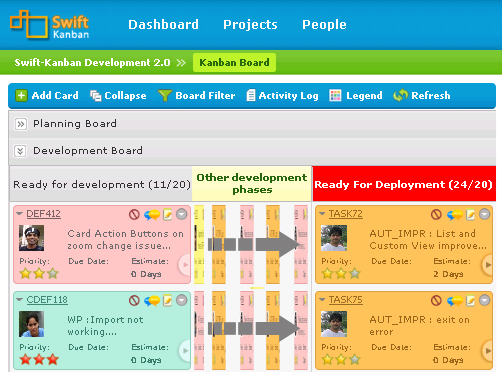 Swift
Kanban
Dashboard Projects People
Swift-Kanban Development 2.0 >> Kanban Board
Add Card Collapse Board Filter Activity Log Legend Refresh
Planning Board
Development Board
Ready for development (11/20)
Other development
phases
Ready For Deployment (24/20)
DEF412
Card Action Buttons on
zoom change issue...
Priority: Due Date: Estimate:
0 Days
TASK72
AUT_IMPR : List and
Custom View improve...
Priority: Due Date: Estimate:
2 Days
CDEF118
WP : Import not
working....
Priority: Due Date: Estimate:
0 Days
TASK75
AUT_IMPR : exit on
error
Priority: Due Date: Estimate:
0 Days